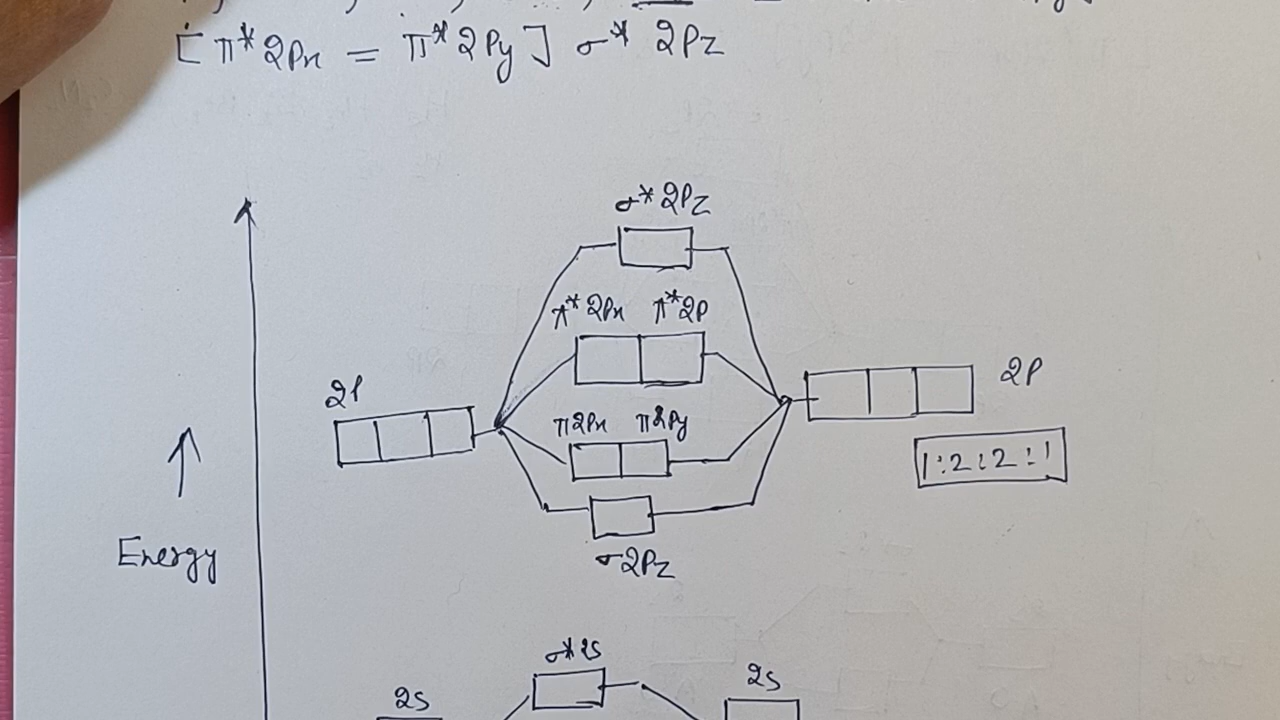 [ π*2Px = π*2Py ] σ* 2Pz
σ*2Pz
π*2Px π*2P
2P
2P
π2Px π2Py
1:2:2:1
Energy
σ2Pz
σ*2s
2s
2s